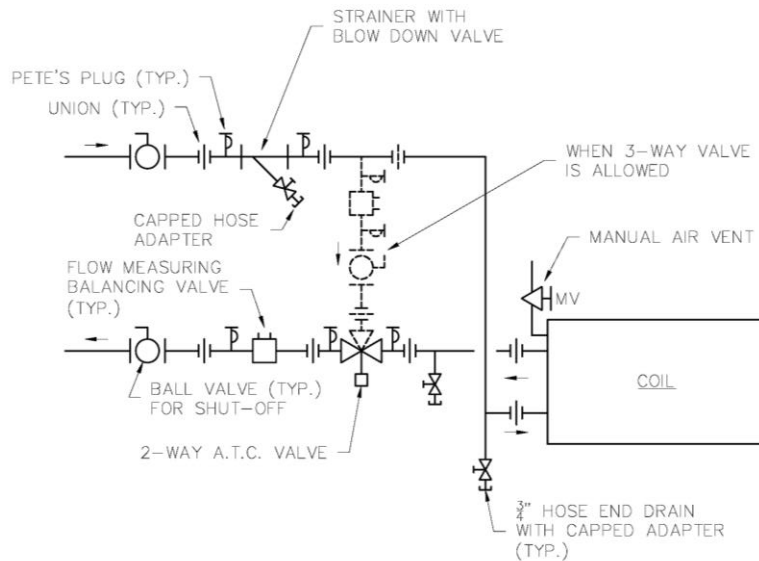 STRAINER WITH
BLOW DOWN VALVE
PETE'S PLUG (TYP.)
UNION (TYP.)
WHEN 3-WAY VALVE
IS ALLOWED
CAPPED HOSE
ADAPTER
MANUAL AIR VENT
FLOW MEASURING
BALANCING VALVE
(TYP.)
MV
COIL
BALL VALVE (TYP.)
FOR SHUT-OFF
2-WAY A.T.C. VALVE
3/4" HOSE END DRAIN
WITH CAPPED ADAPTER
(TYP.)